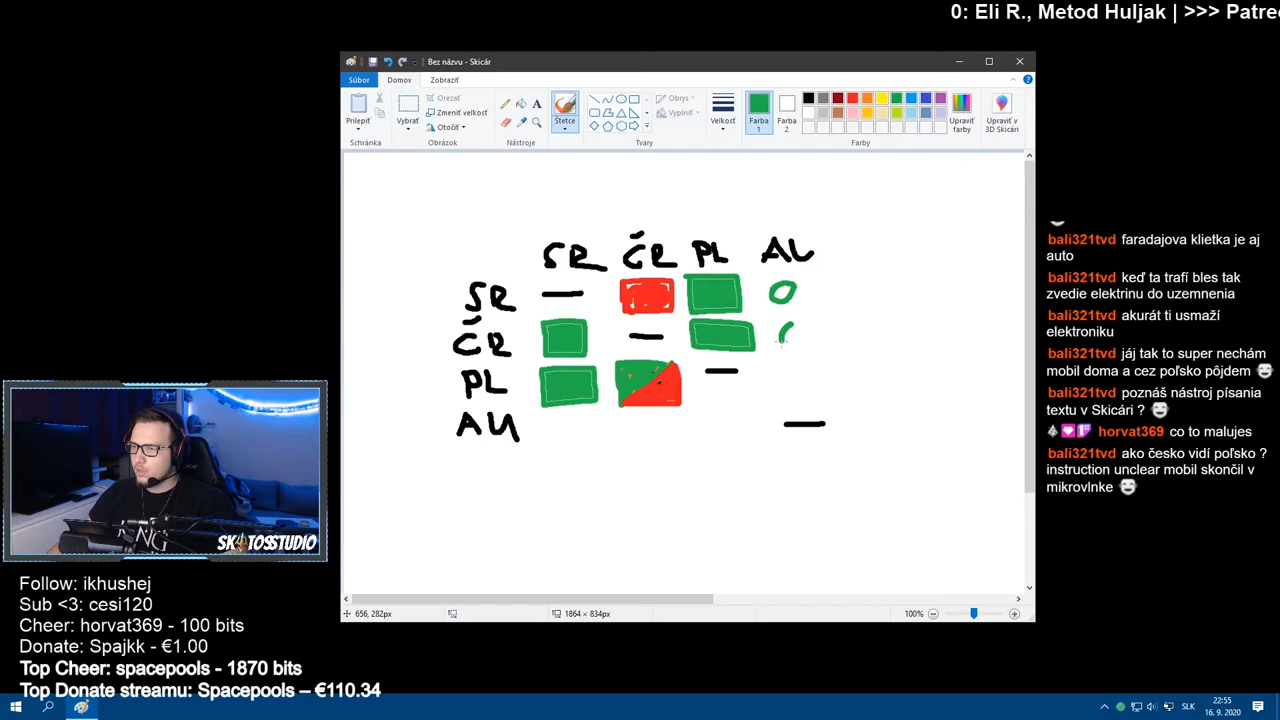 0: Eli R., Metod Huljak | >>> Patre
Bez názvu - Skicár
Súbor
Domov
Zobraziť
Prilepiť
Schránka
Vybrať
Orezať
Zmeniť veľkosť
Otočiť
Obrázok
Nástroje
Štetce
Obrys
Vyplniť
Tvary
Veľkosť
Farba
1
Farba
2
Upraviť
farby
Upraviť v
3D Skicári
Farby
SR ČR PL AU
SR
ČR
PL
AU
656, 282px
1864 × 834px
100%
auto
bali321tvd faradajova klietka je aj
auto
bali321tvd keď ta trafí bles tak
zvedie elektrinu do uzemnenia
bali321tvd akurát ti usmaží
elektroniku
bali321tvd jáj tak to super nechám
mobil doma a cez poľsko pôjdem
bali321tvd poznáš nástroj písania
textu v Skicári ?
horvat369 co to malujes
bali321tvd ako česko vidí poľsko ?
instruction unclear mobil skončil v
mikrovlnke
SK TOSSTUDIO
Follow: ikhushej
Sub <3: cesi120
Cheer: horvat369 - 100 bits
Donate: Spajkk - €1.00
Top Cheer: spacepools - 1870 bits
Top Donate streamu: Spacepools – €110.34
SLK
22:55
16. 9. 2020